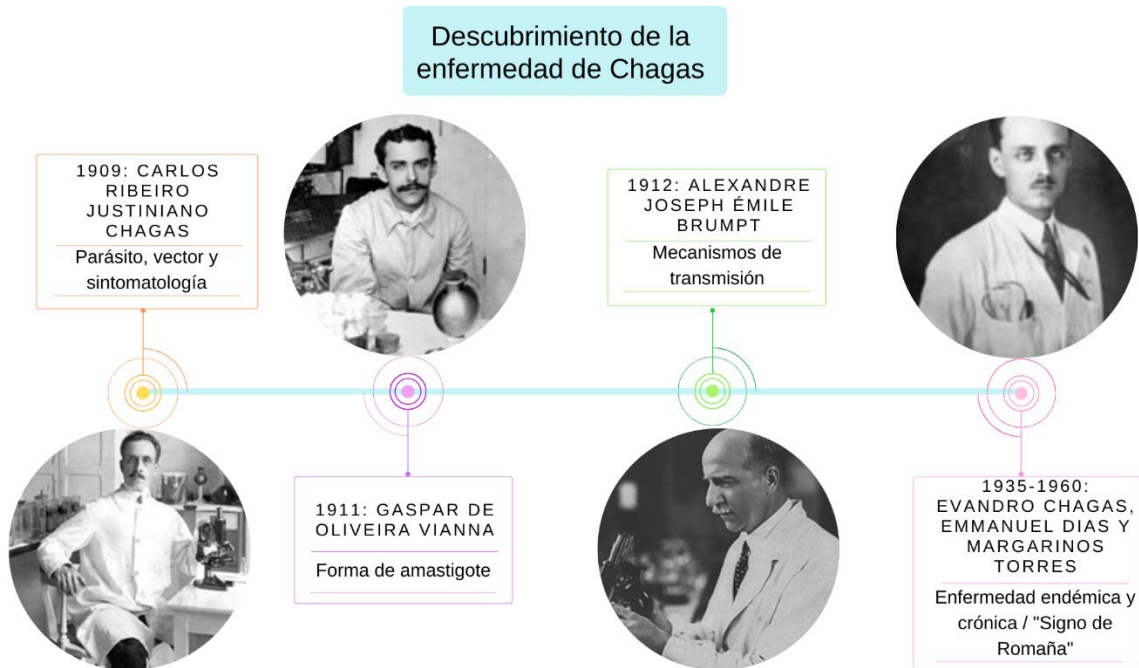 Descubrimiento de la
enfermedad de Chagas
1909: CARLOS
RIBEIRO
JUSTINIANO
CHAGAS
Parásito, vector y
sintomatología
1911: GASPAR DE
OLIVEIRA VIANNA
Forma de amastigote
1912: ALEXANDRE
JOSEPH ÉMILE
BRUMPT
Mecanismos de
transmisión
1935-1960:
EVANDRO CHAGAS,
EMMANUEL DIAS Y
MARGARINOS
TORRES
Enfermedad endémica y
crónica / "Signo de
Romaña"